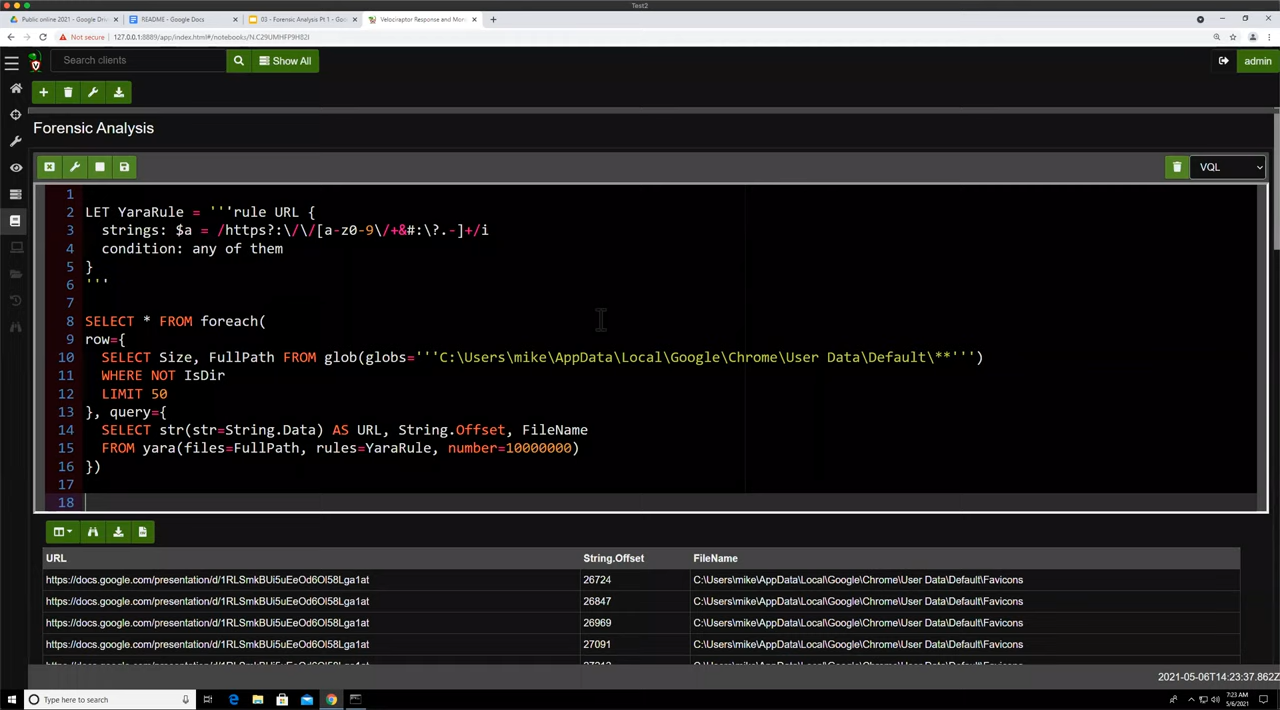 Test2
Public online 2021 - Google Driv
README - Google Docs
03 - Forensic Analysis Pt 1 - Goo
Velociraptor Response and Mon
Not secure
127.0.0.1:8889/app/index.html#/notebooks/N.C29UMHFP9H82I
Search clients
Show All
admin
Forensic Analysis
VQL
1
2 LET YaraRule = '''rule URL {
3 strings: $a = /https?:\/\/[a-z0-9\/+&#:\?.-]+/i
4 condition: any of them
5 }
6 '''
7
8 SELECT * FROM foreach(
9 row={
10 SELECT Size, FullPath FROM glob(globs='''C:\Users\mike\AppData\Local\Google\Chrome\User Data\Default\**''')
11 WHERE NOT IsDir
12 LIMIT 50
13 }, query={
14 SELECT str(str=String.Data) AS URL, String.Offset, FileName
15 FROM yara(files=FullPath, rules=YaraRule, number=10000000)
16 })
17
18
URL String.Offset FileName
https://docs.google.com/presentation/d/1RLSmkBUi5uEeOd6Ol58Lga1at 26724 C:\Users\mike\AppData\Local\Google\Chrome\User Data\Default\Favicons
https://docs.google.com/presentation/d/1RLSmkBUi5uEeOd6Ol58Lga1at 26847 C:\Users\mike\AppData\Local\Google\Chrome\User Data\Default\Favicons
https://docs.google.com/presentation/d/1RLSmkBUi5uEeOd6Ol58Lga1at 26969 C:\Users\mike\AppData\Local\Google\Chrome\User Data\Default\Favicons
https://docs.google.com/presentation/d/1RLSmkBUi5uEeOd6Ol58Lga1at 27091 C:\Users\mike\AppData\Local\Google\Chrome\User Data\Default\Favicons
2021-05-06T14:23:37.862Z
Type here to search
7:23 AM
5/6/2021